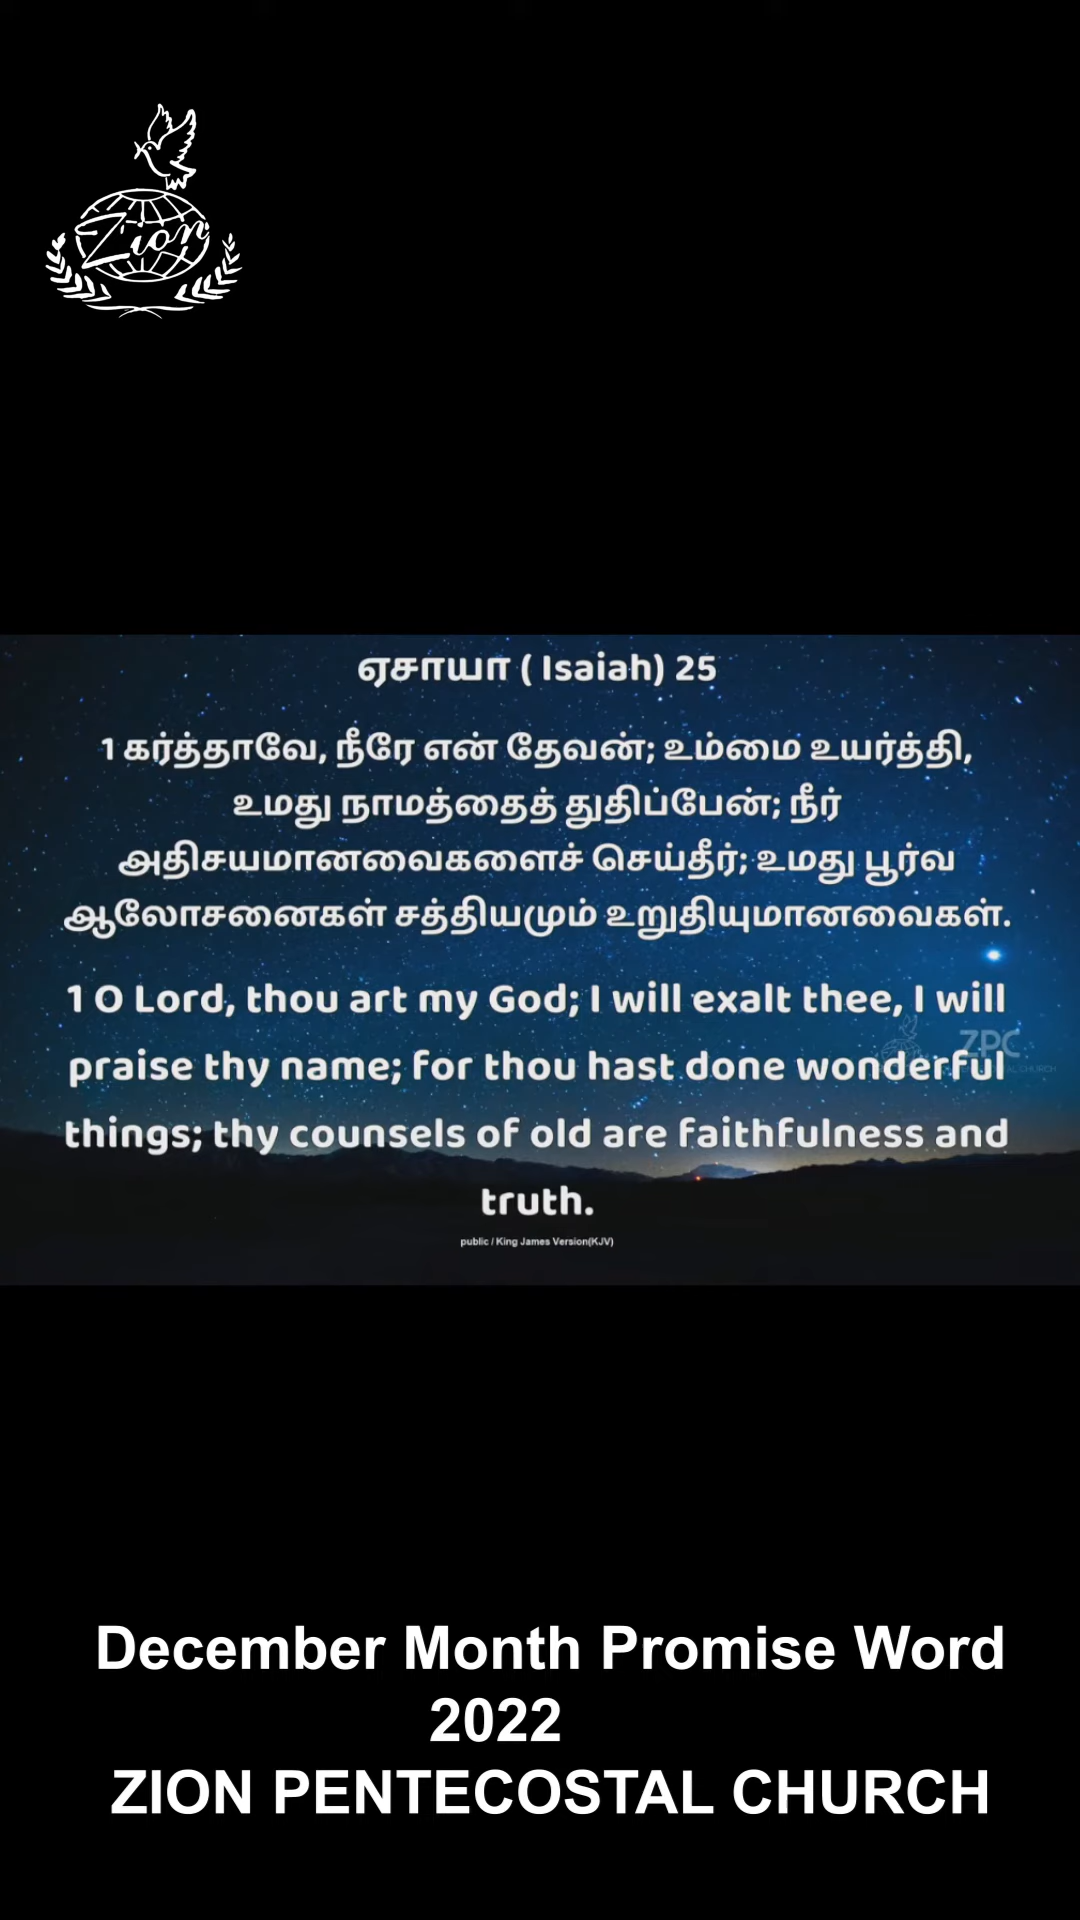 Zion
ஏசாயா ( Isaiah) 25
1 கர்த்தாவே, நீரே என் தேவன்; உம்மை உயர்த்தி,
உமது நாமத்தைத் துதிப்பேன்; நீர்
அதிசயமானவைகளைச் செய்தீர்; உமது பூர்வ
ஆலோசனைகள் சத்தியமும் உறுதியுமானவைகள்.
1 O Lord, thou art my God; I will exalt thee, I will
praise thy name; for thou hast done wonderful
things; thy counsels of old are faithfulness and
truth.
ZPC
CHURCH
public / King James Version(KJV)
December Month Promise Word
2022
ZION PENTECOSTAL CHURCH